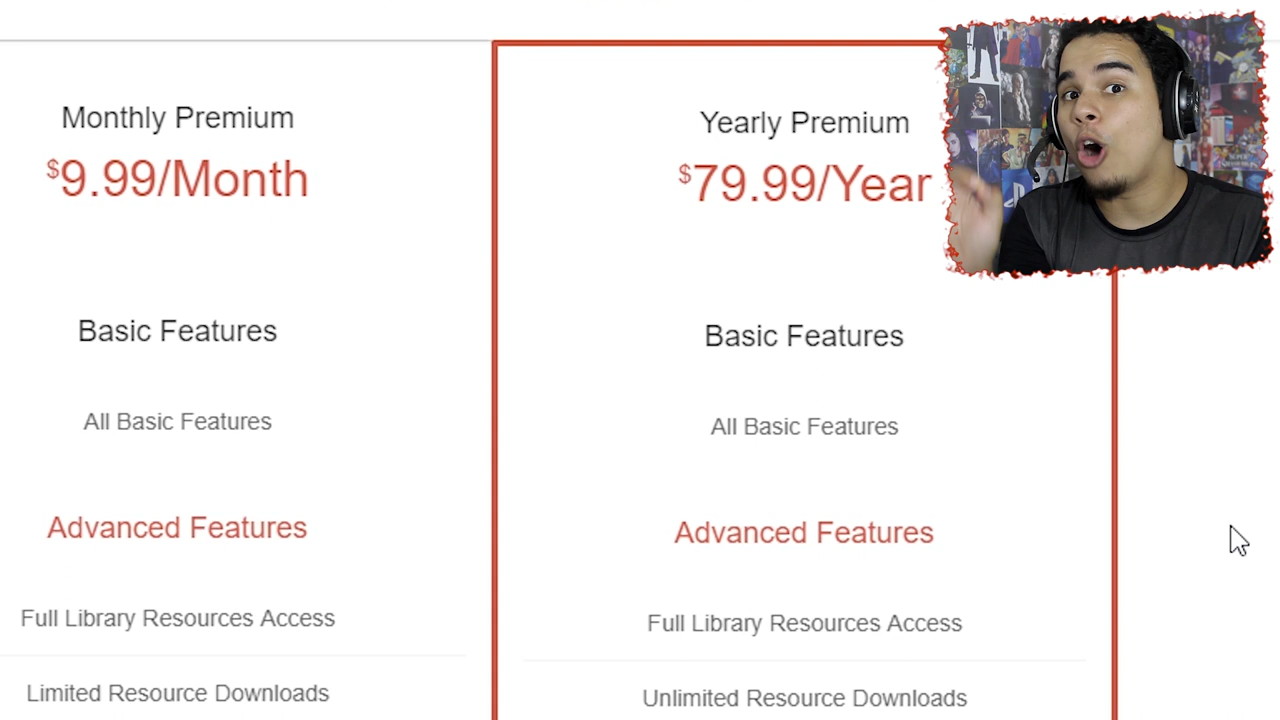 Monthly Premium
$9.99/Month
Basic Features
All Basic Features
Advanced Features
Full Library Resources Access
Limited Resource Downloads
Yearly Premium
$79.99/Year
Basic Features
All Basic Features
Advanced Features
Full Library Resources Access
Unlimited Resource Downloads